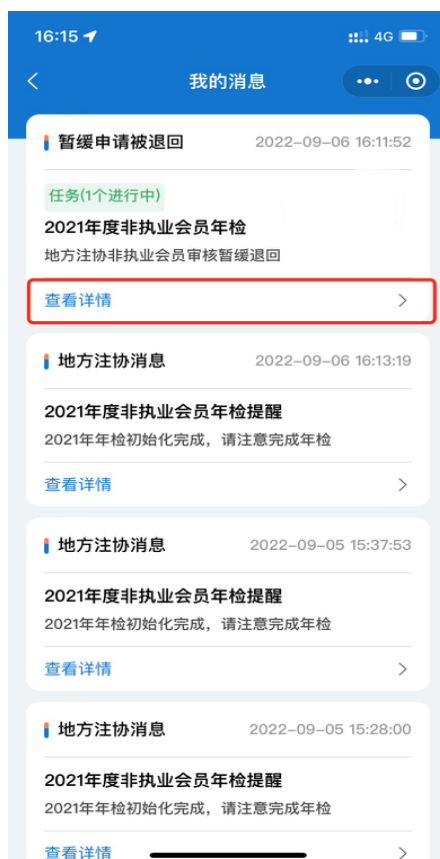 16:15
4G
我的消息
暂缓申请被退回 2022-09-06 16:11:52
任务(1个进行中)
2021年度非执业会员年检
地方注协非执业会员审核暂缓退回
查看详情
地方注协消息 2022-09-06 16:13:19
2021年度非执业会员年检提醒
2021年年检初始化完成，请注意完成年检
查看详情
地方注协消息 2022-09-05 15:37:53
2021年度非执业会员年检提醒
2021年年检初始化完成，请注意完成年检
查看详情
地方注协消息 2022-09-05 15:28:00
2021年度非执业会员年检提醒
2021年年检初始化完成，请注意完成年检
查看详情